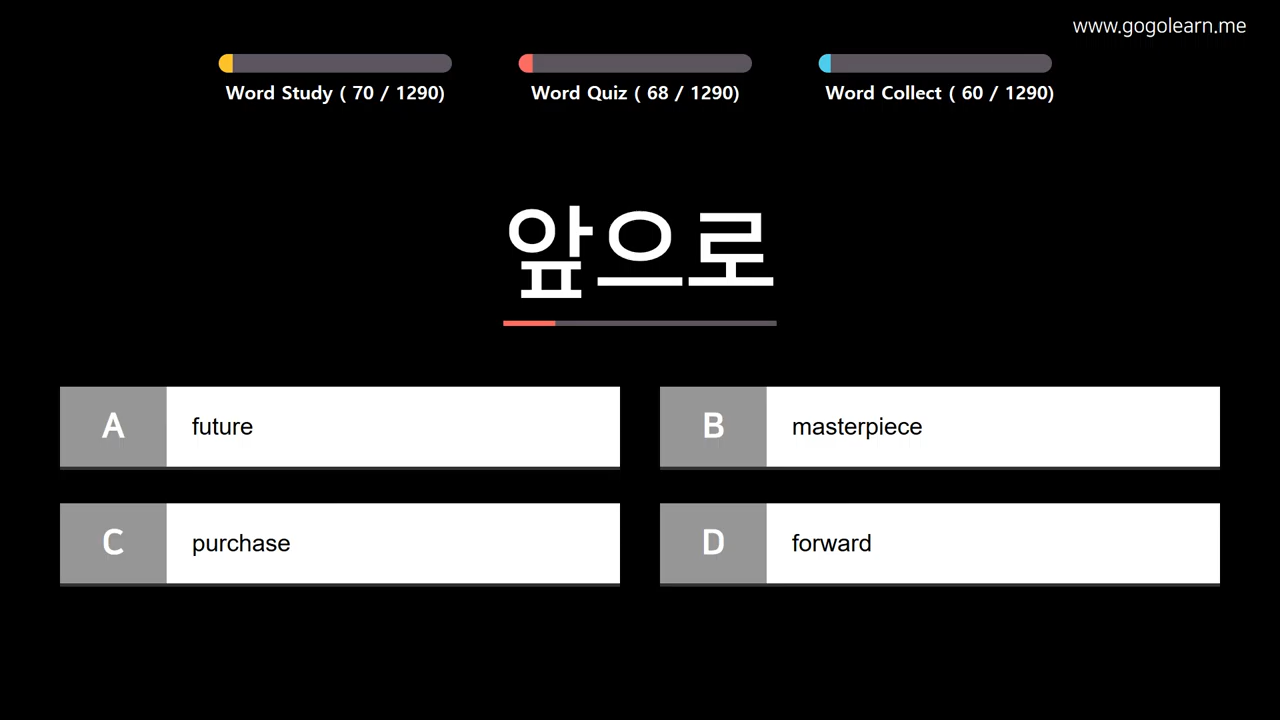 www.gogolearn.me
Word Study ( 70 / 1290)
Word Quiz ( 68 / 1290)
Word Collect ( 60 / 1290)
앞으로
A future
B masterpiece
C purchase
D forward